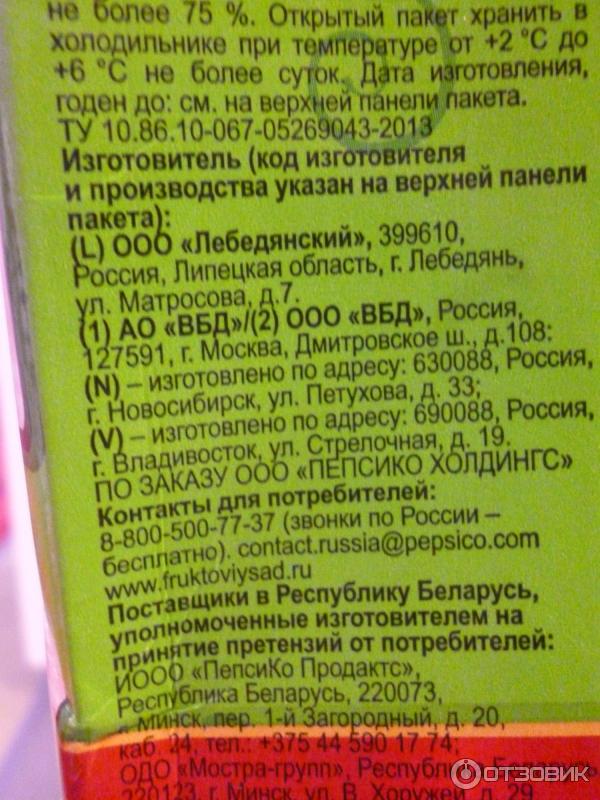 не более 75 %. Открытый пакет хранить в
холодильнике при температуре от +2 °С до
+6 °С не более суток. Дата изготовления,
годен до: см. на верхней панели пакета.
ТУ 10.86.10-067-05269043-2013
Изготовитель (код изготовителя
и производства указан на верхней панели
пакета):
(L) ООО «Лебедянский», 399610,
Россия, Липецкая область, г. Лебедянь,
ул. Матросова, д.7.
(1) АО «ВБД»/(2) ООО «ВБД», Россия,
127591, г. Москва, Дмитровское ш., д.108:
(N) – изготовлено по адресу: 630088, Россия,
г. Новосибирск, ул. Петухова, д. 33;
(V) – изготовлено по адресу: 690088, Россия,
г. Владивосток, ул. Стрелочная, д. 19.
ПО ЗАКАЗУ ООО «ПЕПСИКО ХОЛДИНГС»
Контакты для потребителей:
8-800-500-77-37 (звонки по России –
бесплатно). contact.russia@pepsico.com
www.fruktoviysad.ru
Поставщики в Республику Беларусь,
уполномоченные изготовителем на
принятие претензий от потребителей:
ИООО «ПепсиКо Продактс»,
Республика Беларусь, 220073,
г. Минск, пер. 1-й Загородный, д. 20,
каб. 24, тел.: +375 44 590 17 74;
ОДО «Мостра-групп», Республика Беларусь
220123, г. Минск, ул. В. Хоружей, д. 29
ОТЗОВИК